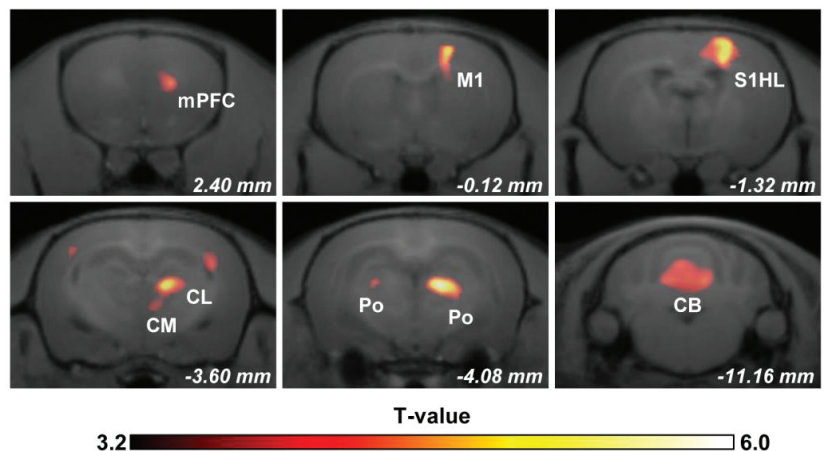 mPFC
2.40 mm
M1
-0.12 mm
S1HL
-1.32 mm
CL
CM
-3.60 mm
Po
Po
-4.08 mm
CB
-11.16 mm
T-value
3.2
6.0